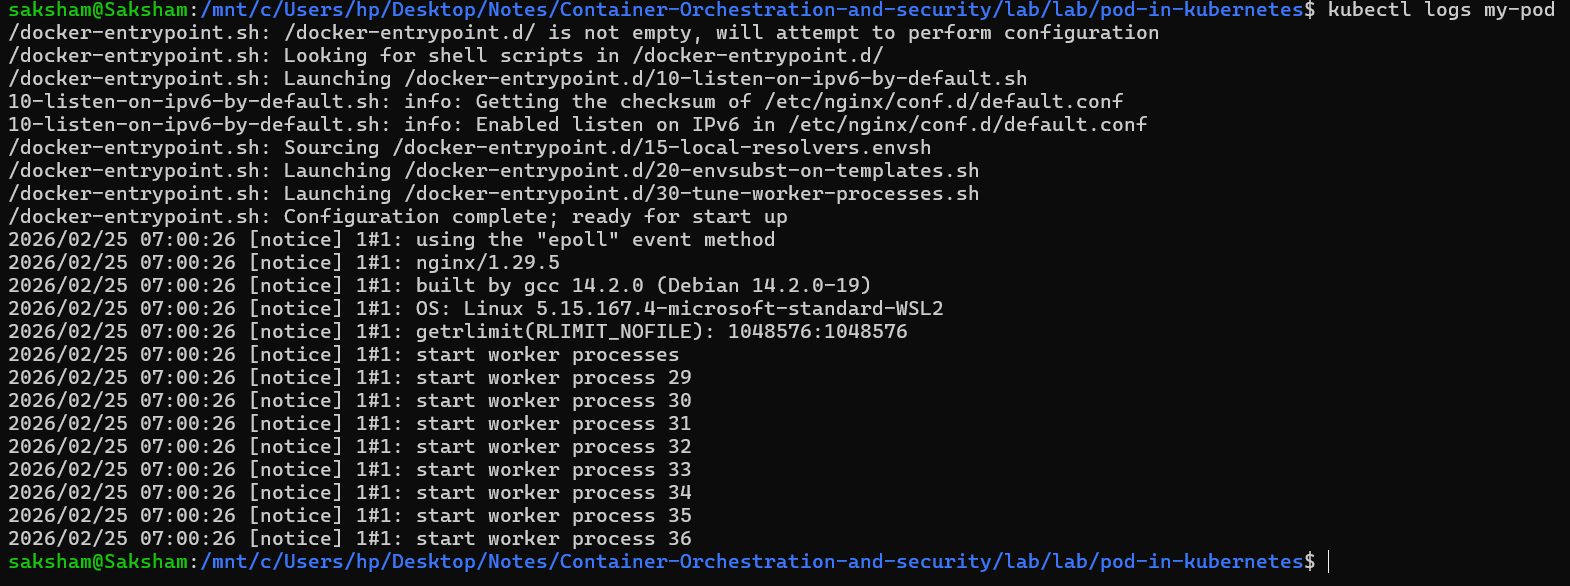 saksham@Saksham:/mnt/c/Users/hp/Desktop/Notes/Container-Orchestration-and-security/lab/lab/pod-in-kubernetes$ kubectl logs my-pod
/docker-entrypoint.sh: /docker-entrypoint.d/ is not empty, will attempt to perform configuration
/docker-entrypoint.sh: Looking for shell scripts in /docker-entrypoint.d/
/docker-entrypoint.sh: Launching /docker-entrypoint.d/10-listen-on-ipv6-by-default.sh
10-listen-on-ipv6-by-default.sh: info: Getting the checksum of /etc/nginx/conf.d/default.conf
10-listen-on-ipv6-by-default.sh: info: Enabled listen on IPv6 in /etc/nginx/conf.d/default.conf
/docker-entrypoint.sh: Sourcing /docker-entrypoint.d/15-local-resolvers.envsh
/docker-entrypoint.sh: Launching /docker-entrypoint.d/20-envsubst-on-templates.sh
/docker-entrypoint.sh: Launching /docker-entrypoint.d/30-tune-worker-processes.sh
/docker-entrypoint.sh: Configuration complete; ready for start up
2026/02/25 07:00:26 [notice] 1#1: using the "epoll" event method
2026/02/25 07:00:26 [notice] 1#1: nginx/1.29.5
2026/02/25 07:00:26 [notice] 1#1: built by gcc 14.2.0 (Debian 14.2.0-19)
2026/02/25 07:00:26 [notice] 1#1: OS: Linux 5.15.167.4-microsoft-standard-WSL2
2026/02/25 07:00:26 [notice] 1#1: getrlimit(RLIMIT_NOFILE): 1048576:1048576
2026/02/25 07:00:26 [notice] 1#1: start worker processes
2026/02/25 07:00:26 [notice] 1#1: start worker process 29
2026/02/25 07:00:26 [notice] 1#1: start worker process 30
2026/02/25 07:00:26 [notice] 1#1: start worker process 31
2026/02/25 07:00:26 [notice] 1#1: start worker process 32
2026/02/25 07:00:26 [notice] 1#1: start worker process 33
2026/02/25 07:00:26 [notice] 1#1: start worker process 34
2026/02/25 07:00:26 [notice] 1#1: start worker process 35
2026/02/25 07:00:26 [notice] 1#1: start worker process 36
saksham@Saksham:/mnt/c/Users/hp/Desktop/Notes/Container-Orchestration-and-security/lab/lab/pod-in-kubernetes$